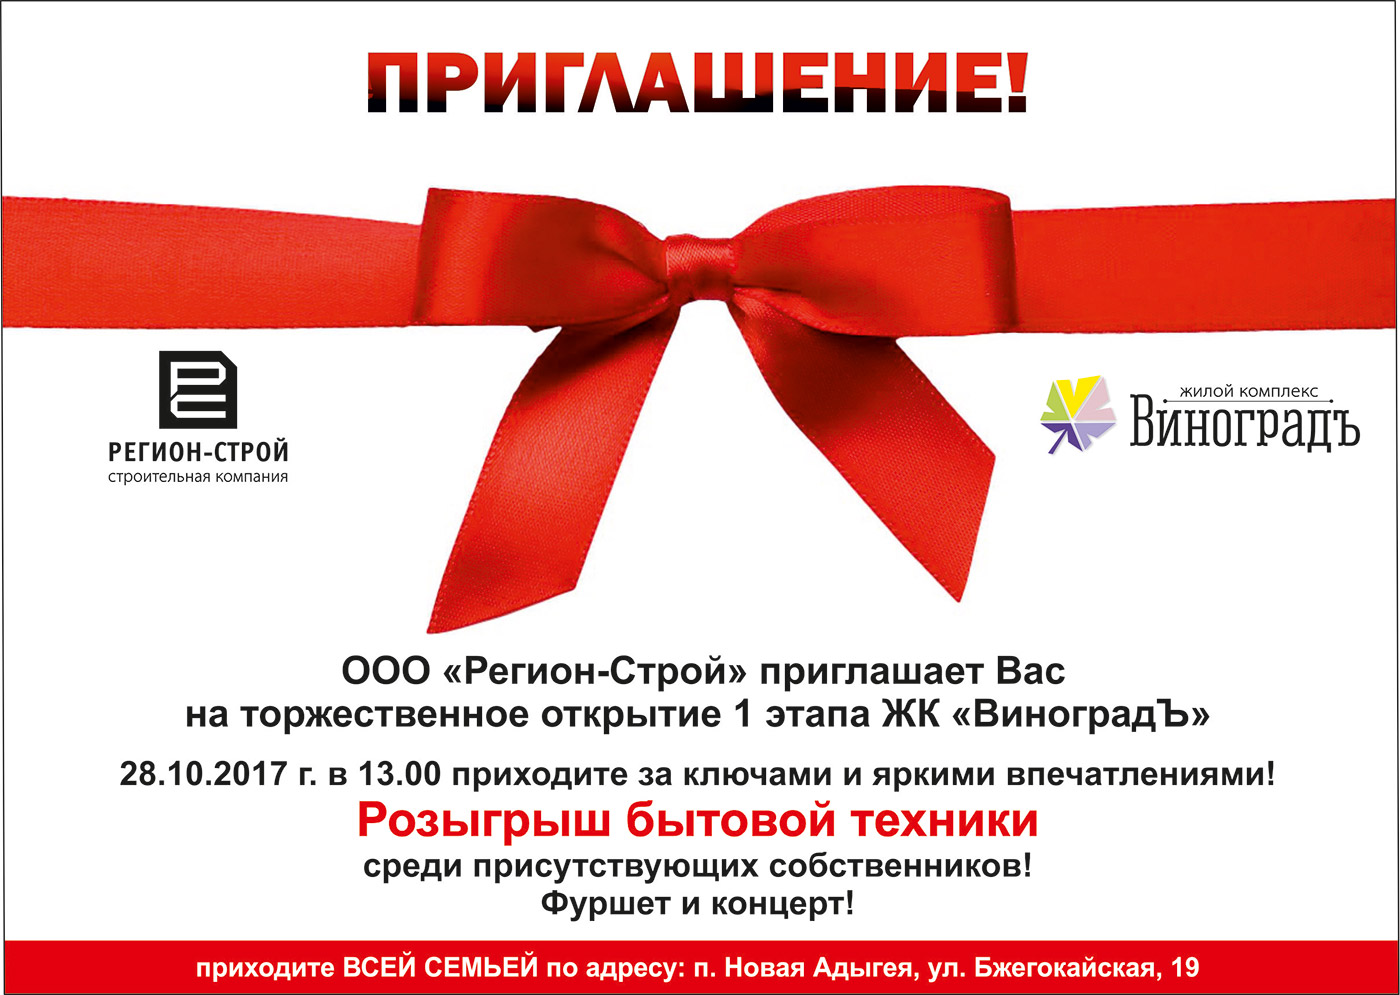 ПРИГЛАШЕНИЕ!
РЕГИОН-СТРОЙ
строительная компания
жилой комплекс
Виноградъ
ООО «Регион-Строй» приглашает Вас
на торжественное открытие 1 этапа ЖК «ВиноградЪ»
28.10.2017 г. в 13.00 приходите за ключами и яркими впечатлениями!
Розыгрыш бытовой техники
среди присутствующих собственников!
Фуршет и концерт!
приходите ВСЕЙ СЕМЬЕЙ по адресу: п. Новая Адыгея, ул. Бжегокайская, 19